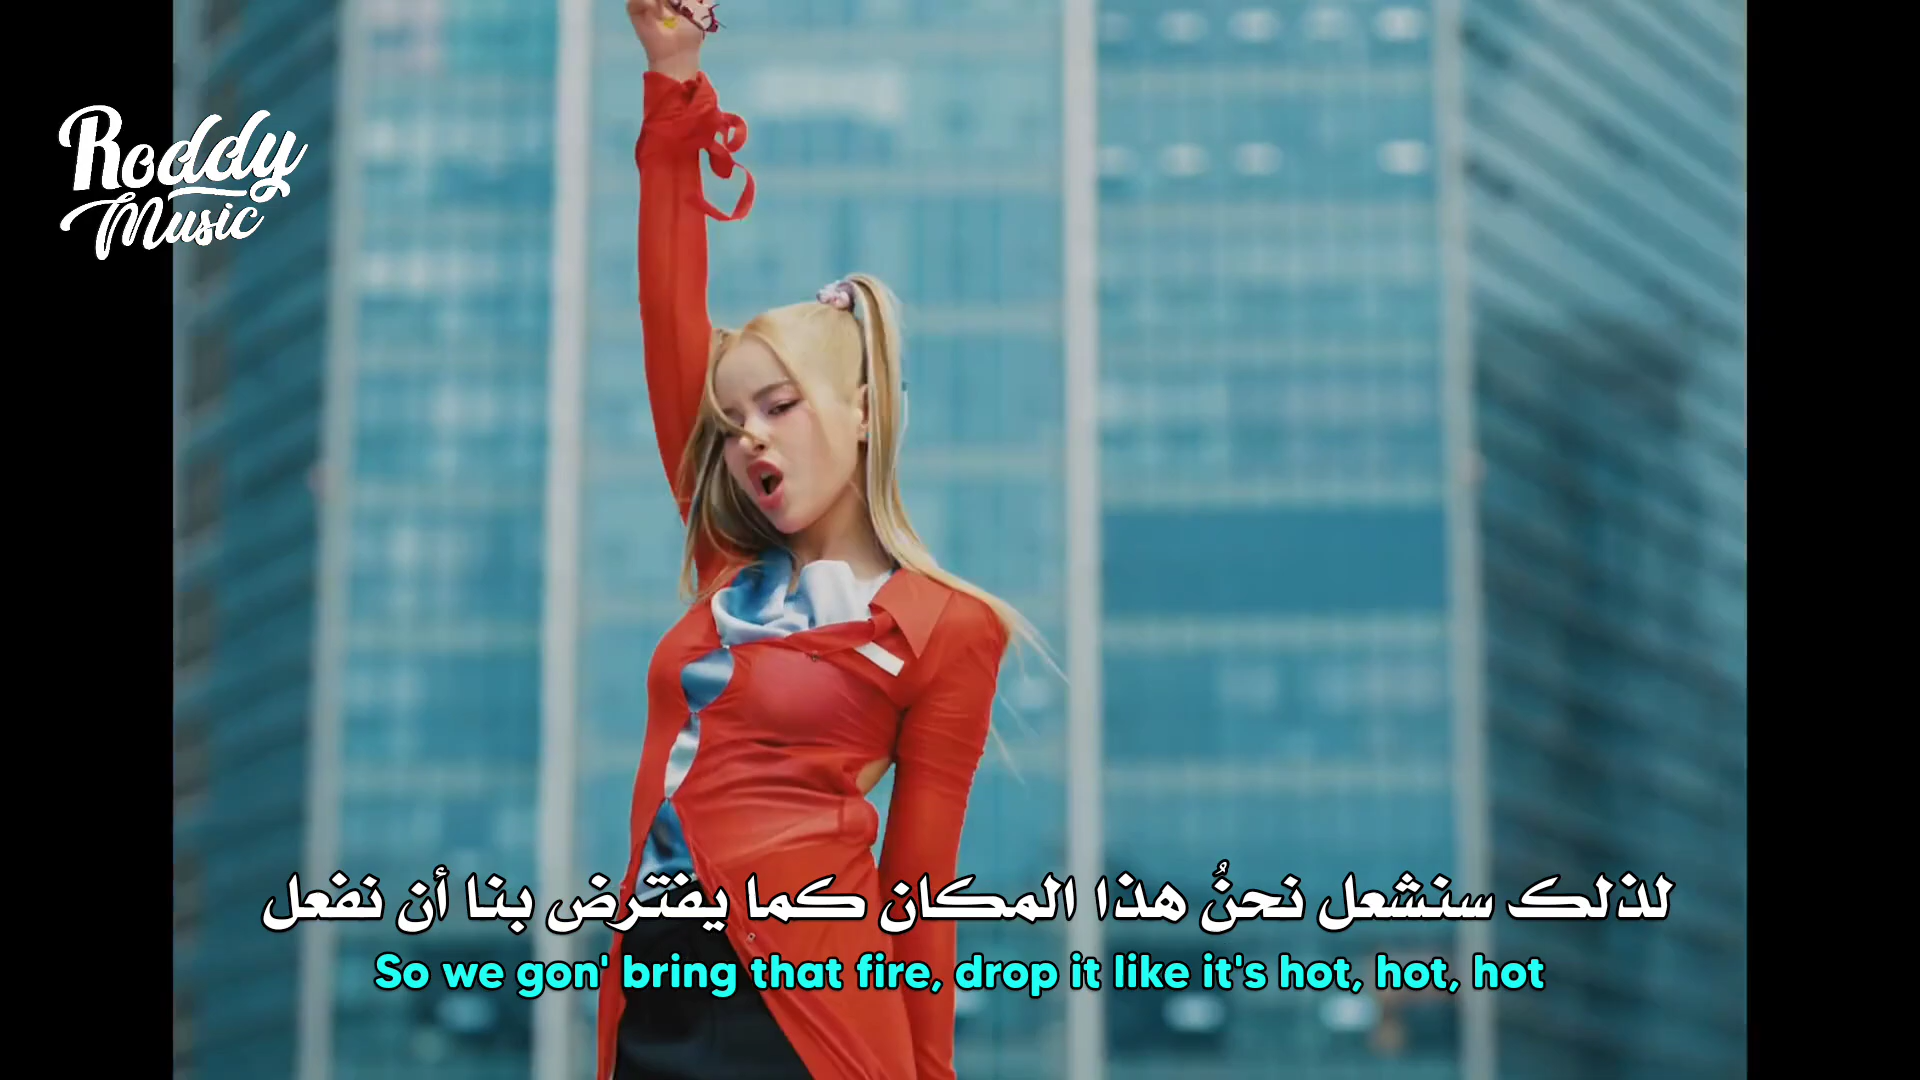 Roddy
Music
لذلك سنشعل نحنُ هذا المكان كما يفترض بنا أن نفعل
So we gon' bring that fire, drop it like it's hot, hot, hot